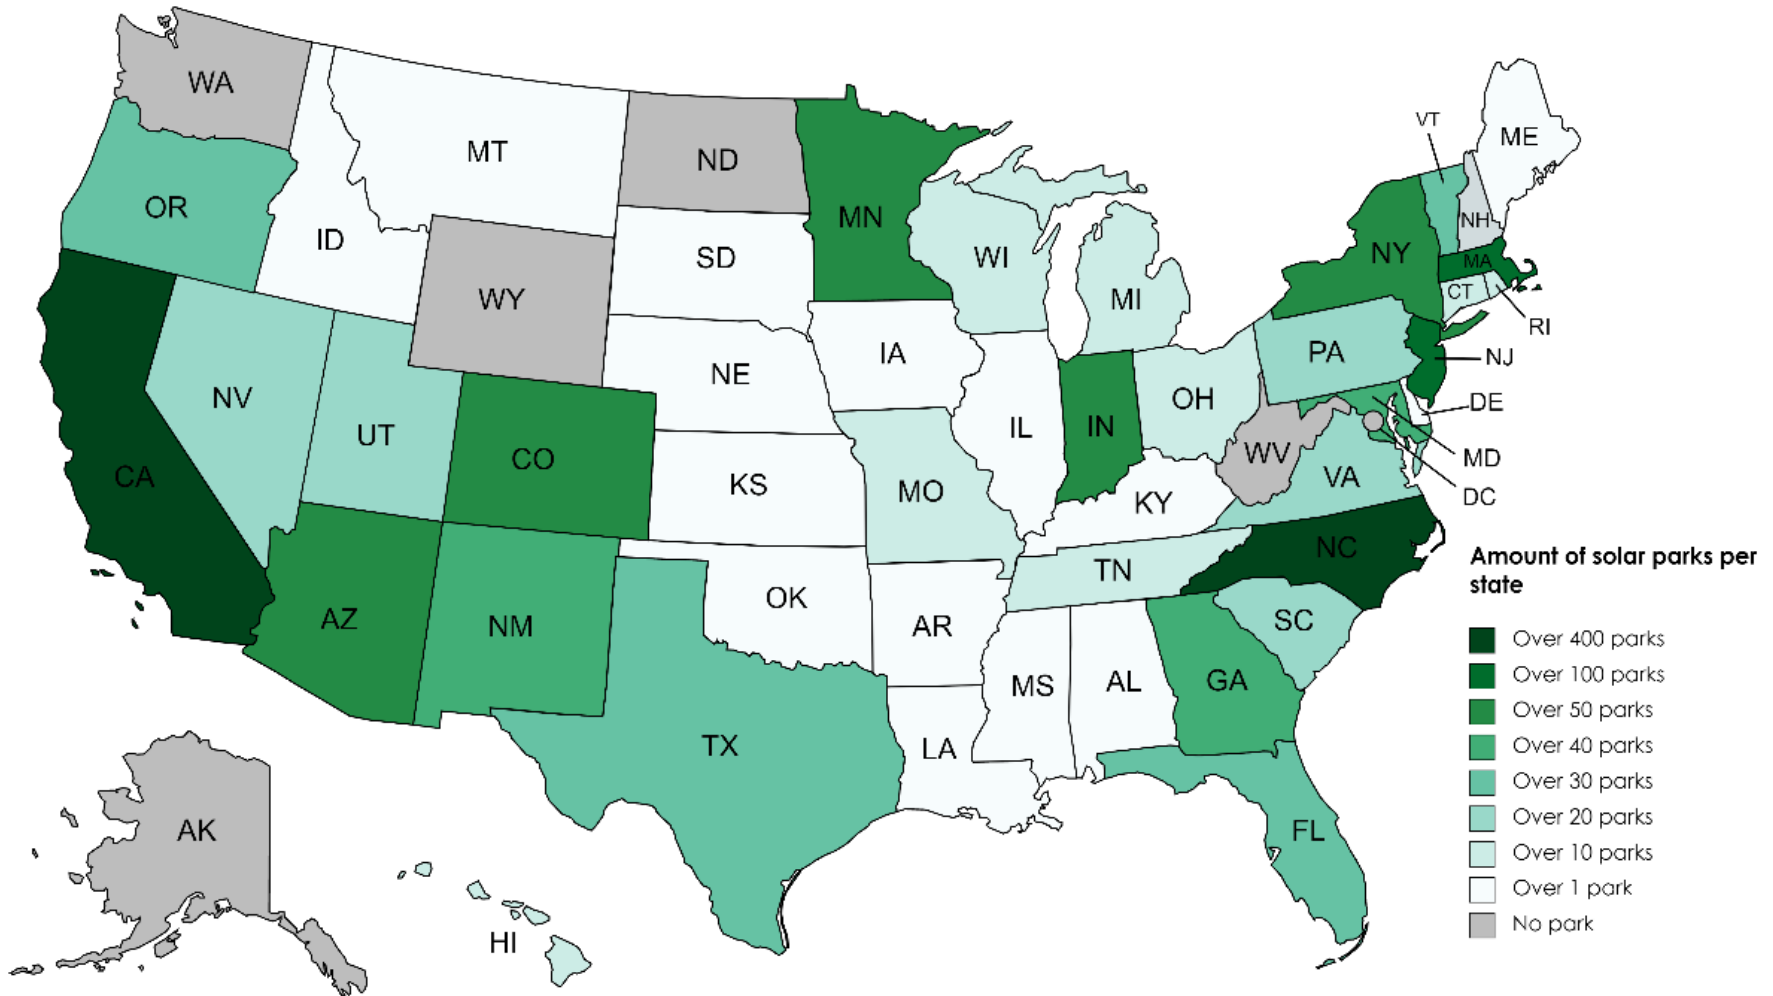 WA
MT
ND
MN
VT
ME
OR
ID
SD
WI
MI
NY
NH
MA
CT
RI
WY
IA
NE
PA
NJ
NV
UT
CO
KS
MO
IL
IN
OH
WV
DE
MD
DC
VA
KY
CA
AZ
NM
OK
AR
TN
NC
SC
MS
AL
GA
TX
LA
FL
AK
HI
Amount of solar parks per
state
Over 400 parks
Over 100 parks
Over 50 parks
Over 40 parks
Over 30 parks
Over 20 parks
Over 10 parks
Over 1 park
No park